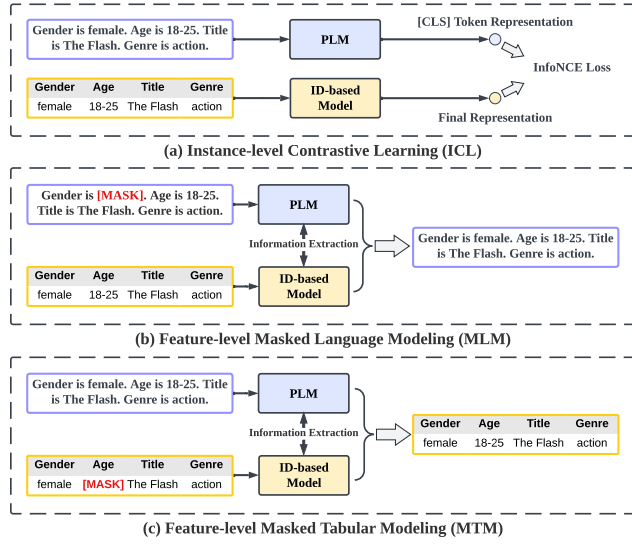 Gender is female. Age is 18-25. Title
is The Flash. Genre is action.
PLM
[CLS] Token Representation
InfoNCE Loss
Gender Age Title Genre
female 18-25 The Flash action
ID-based
Model
Final Representation
(a) Instance-level Contrastive Learning (ICL)
Gender is [MASK]. Age is 18-25.
Title is The Flash. Genre is action.
PLM
Information Extraction
Gender is female. Age is 18-25. Title
is The Flash. Genre is action.
Gender Age Title Genre
female 18-25 The Flash action
ID-based
Model
(b) Feature-level Masked Language Modeling (MLM)
Gender is female. Age is 18-25. Title
is The Flash. Genre is action.
PLM
Information Extraction
Gender Age Title Genre
female 18-25 The Flash action
Gender Age Title Genre
female [MASK] The Flash action
ID-based
Model
(c) Feature-level Masked Tabular Modeling (MTM)